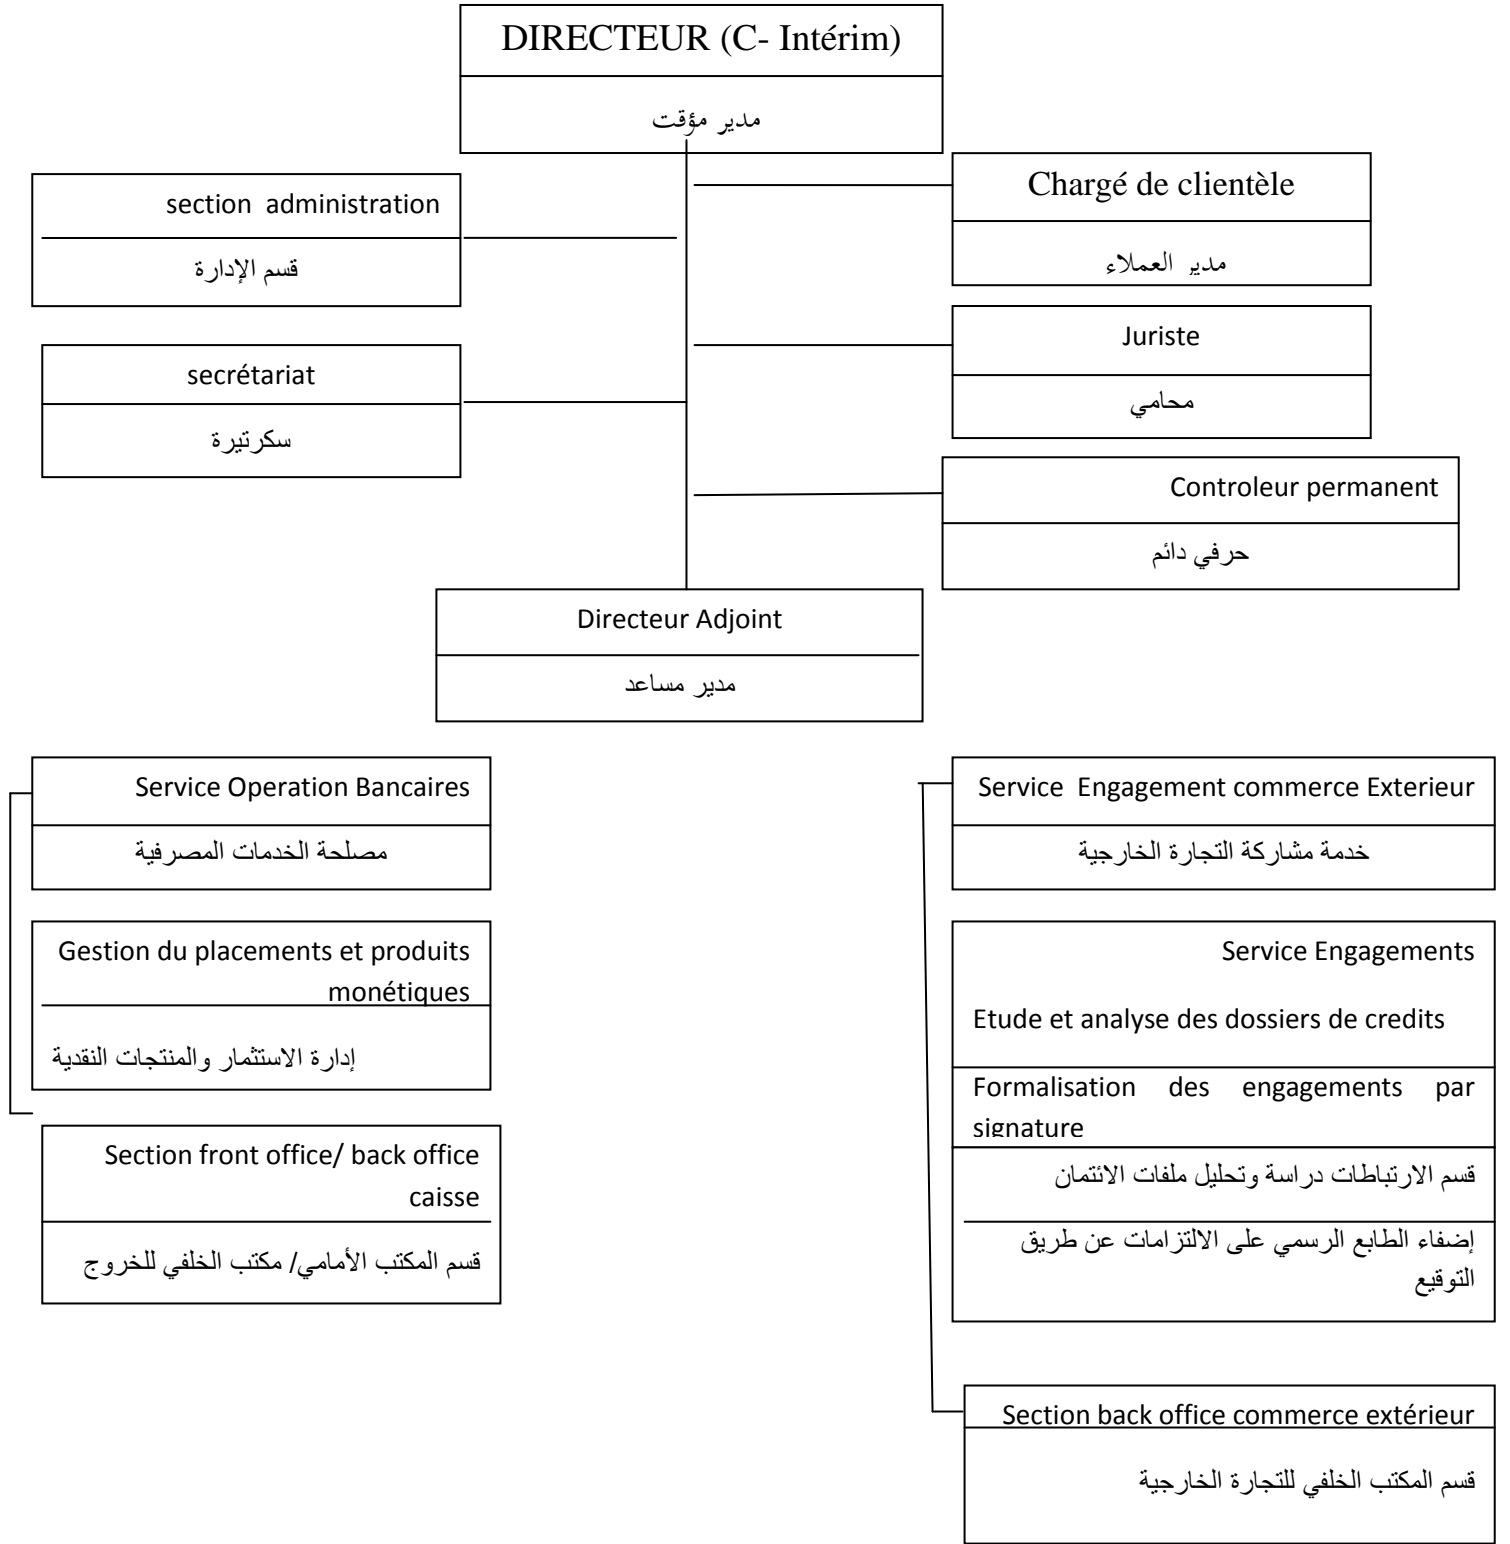 DIRECTEUR (C- Intérim)
مدير مؤقت
section administration
قسم الإدارة
Chargé de clientèle
مدير العملاء
Juriste
محامي
secrétariat
سكرتيرة
Controleur permanent
حرفي دائم
Directeur Adjoint
مدير مساعد
Service Operation Bancaires
مصلحة الخدمات المصرفية
Gestion du placements et produits
monétiques
إدارة الاستثمار والمنتجات النقدية
Section front office/ back office
caisse
قسم المكتب الأمامي/ مكتب الخلفي للخروج
Service Engagement commerce Exterieur
خدمة مشاركة التجارة الخارجية
Service Engagements
Etude et analyse des dossiers de credits
Formalisation des engagements par
signature
قسم الارتباطات دراسة وتحليل ملفات الائتمان
إضفاء الطابع الرسمي على الالتزامات عن طريق
التوقيع
Section back office commerce extérieur
قسم المكتب الخلفي للتجارة الخارجية